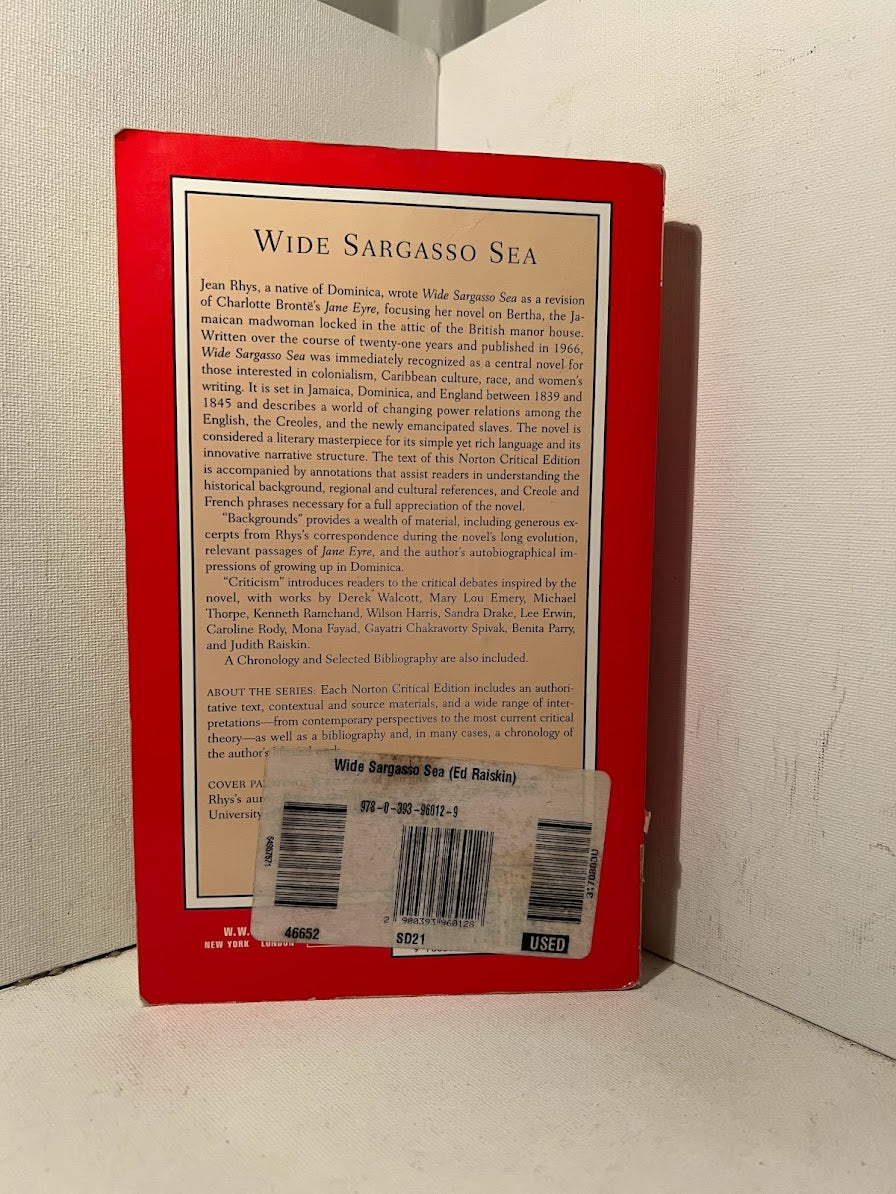 WIDE SARGASSO SEA
Jean Rhys, a native of Dominica, wrote Wide Sargasso Sea as a revision
of Charlotte Brontë's Jane Eyre, focusing her novel on Bertha, the Ja-
maican madwoman locked in the attic of the British manor house.
Written over the course of twenty-one years and published in 1966,
Wide Sargasso Sea was immediately recognized as a central novel for
those interested in colonialism, Caribbean culture, race, and women's
writing. It is set in Jamaica, Dominica, and England between 1839 and
1845 and describes a world of changing power relations among the
English, the Creoles, and the newly emancipated slaves. The novel is
considered a literary masterpiece for its simple yet rich language and its
innovative narrative structure. The text of this Norton Critical Edition
is accompanied by annotations that assist readers in understanding the
historical background, regional and cultural references, and Creole and
French phrases necessary for a full appreciation of the novel.
"Backgrounds" provides a wealth of material, including generous ex-
cerpts from Rhys's correspondence during the novel's long evolution,
relevant passages of Jane Eyre, and the author's autobiographical im-
pressions of growing up in Dominica.
"Criticism" introduces readers to the critical debates inspired by the
novel, with works by Derek Walcott, Mary Lou Emery, Michael
Thorpe, Kenneth Ramchand, Wilson Harris, Sandra Drake, Lee Erwin,
Caroline Rody, Mona Fayad, Gayatri Chakravorty Spivak, Benita Parry,
and Judith Raiskin.
A Chronology and Selected Bibliography are also included.
ABOUT THE SERIES: Each Norton Critical Edition includes an authori-
tative text, contextual and source materials, and a wide range of inter-
pretations—from contemporary perspectives to the most current critical
theory—as well as a bibliography and, in many cases, a chronology of
the author's
COVER
Rhys's
University
Wide Sargasso Sea (Ed Raiskin)
978-0-393-96012-9
2 900393 960128
46652
SD21
USED
W.W.
NEW YORK LONDON